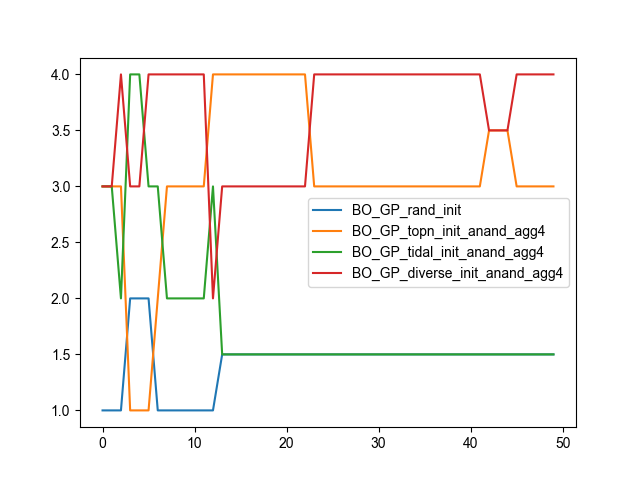 4.0
3.5
3.0
2.5
2.0
1.5
1.0
BO_GP_rand_init
BO_GP_topn_init_anand_agg4
BO_GP_tidal_init_anand_agg4
BO_GP_diverse_init_anand_agg4
0 10 20 30 40 50